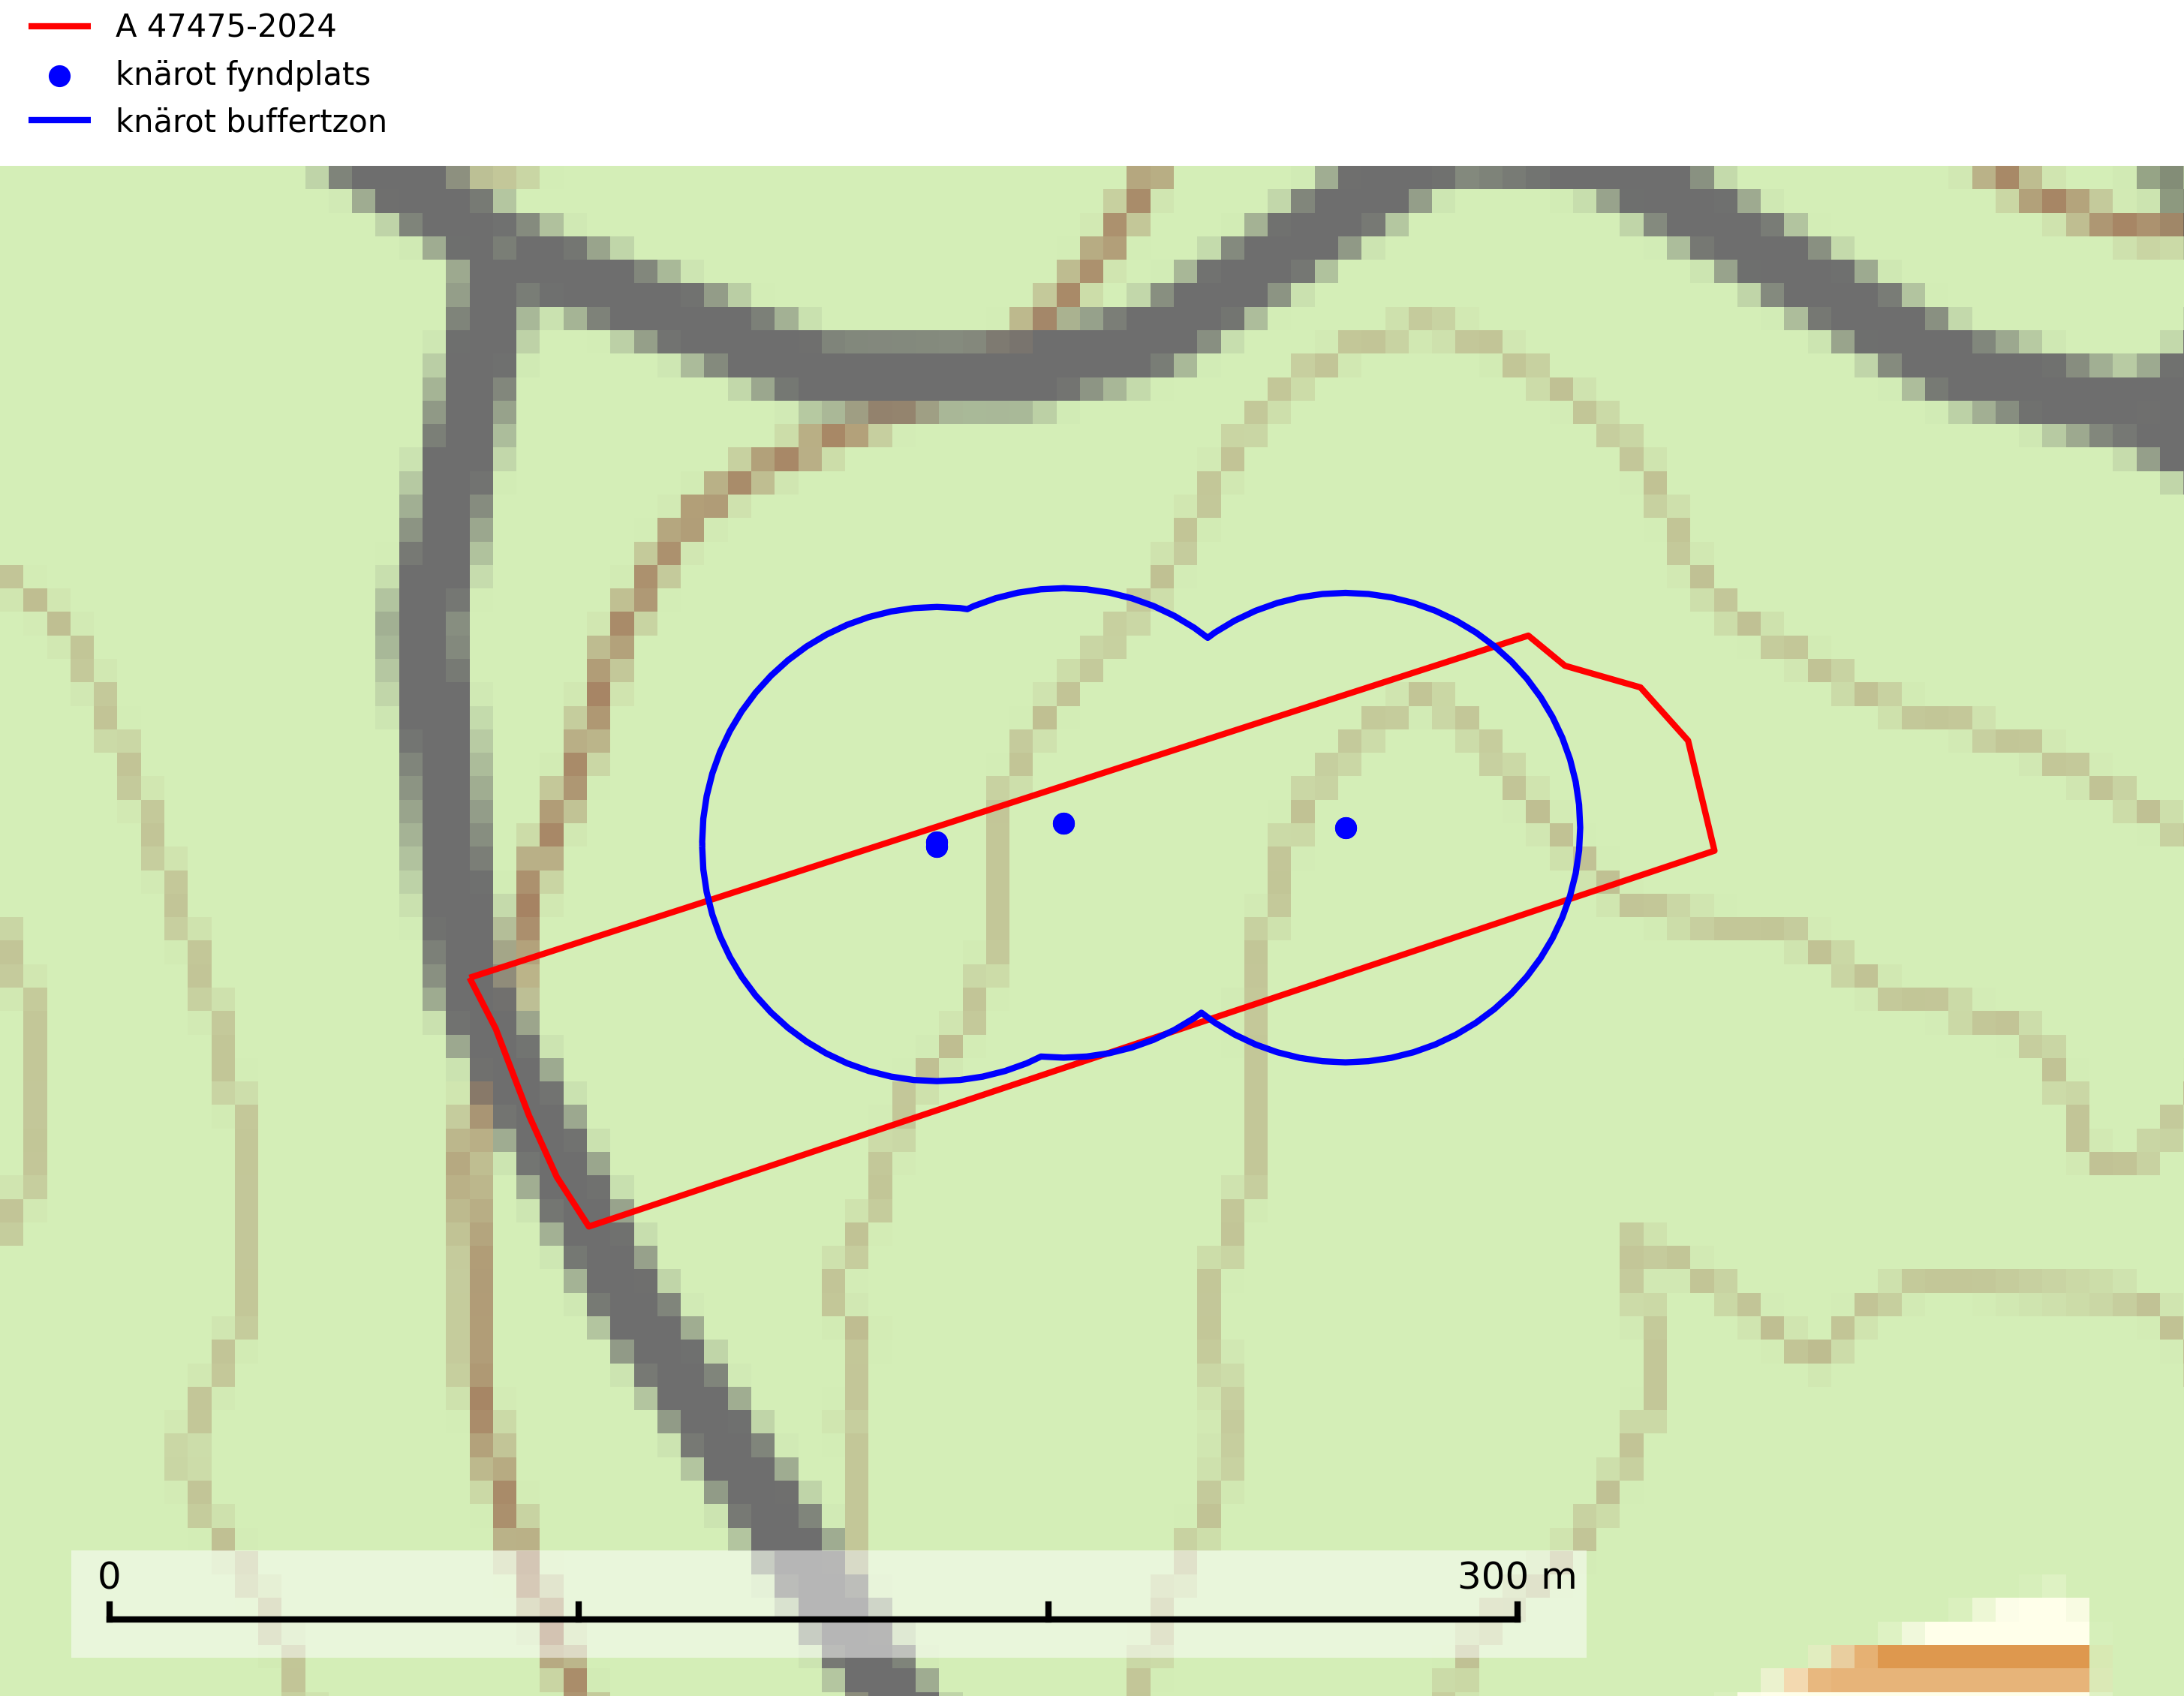 A 47475-2024
knärot fyndplats
knärot buffertzon
0 300 m